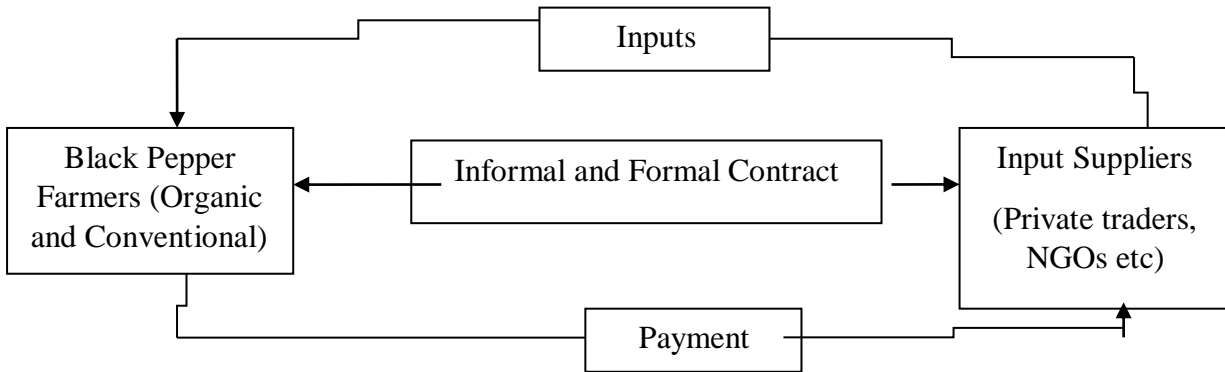 Inputs
Black Pepper
Farmers (Organic
and Conventional)
Informal and Formal Contract
Input Suppliers
(Private traders,
NGOs etc)
Payment